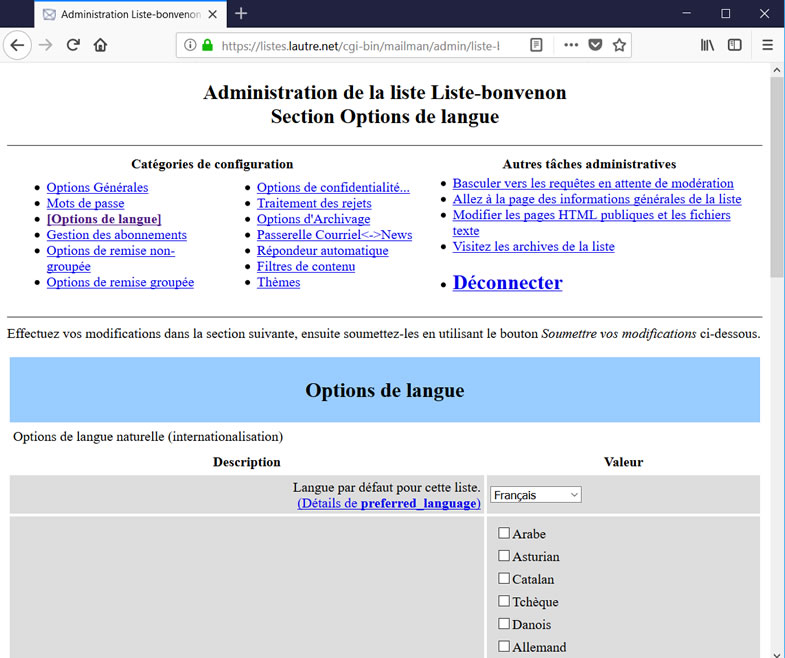 Administration Liste-bonvenon
https://listes.lautre.net/cgi-bin/mailman/admin/liste-
Administration de la liste Liste-bonvenon
Section Options de langue
Catégories de configuration
Options Générales
Mots de passe
[Options de langue]
Gestion des abonnements
Options de remise non-
groupée
Options de remise groupée
Options de confidentialité...
Traitement des rejets
Options d'Archivage
Passerelle Courriel<->News
Répondeur automatique
Filtres de contenu
Thèmes
Autres tâches administratives
Basculer vers les requêtes en attente de modération
Allez à la page des informations générales de la liste
Modifier les pages HTML publiques et les fichiers
texte
Visitez les archives de la liste
Déconnecter
Effectuez vos modifications dans la section suivante, ensuite soumettez-les en utilisant le bouton Soumettre vos modifications ci-dessous.
Options de langue
Options de langue naturelle (internationalisation)
Description
Valeur
Langue par défaut pour cette liste.
(Détails de preferred_language)
Français
Arabe
Asturian
Catalan
Tchèque
Danois
Allemand